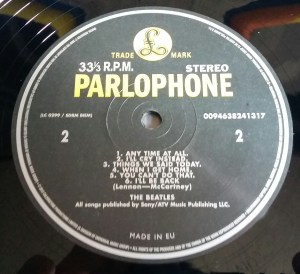 TRADE MARK
33⅓ R.P.M. STEREO
PARLOPHONE
0094638241317
2 2
1. ANY TIME AT ALL.
2. I'LL CRY INSTEAD.
3. THINGS WE SAID TODAY.
4. WHEN I GET HOME.
5. YOU CAN'T DO THAT.
6. I'LL BE BACK
(Lennon—McCartney)
THE BEATLES
All songs published by Sony/ATV Music Publishing LLC.
MADE IN EU